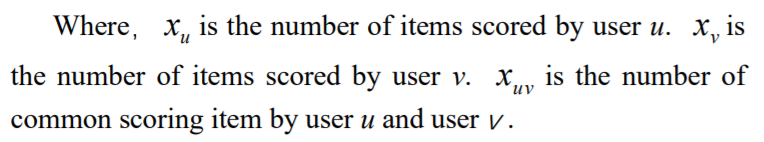 Where, x_u is the number of items scored by user u. x_v is
the number of items scored by user v. x_uv is the number of
common scoring item by user u and user v.